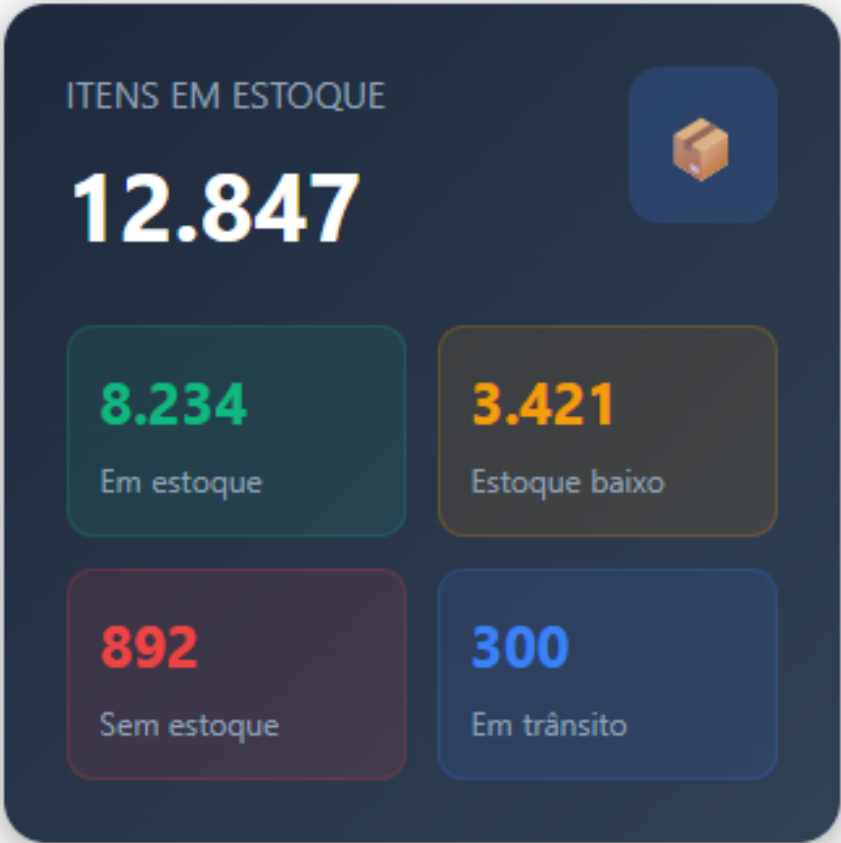 ITENS EM ESTOQUE
12.847
8.234
Em estoque
3.421
Estoque baixo
892
Sem estoque
300
Em trânsito